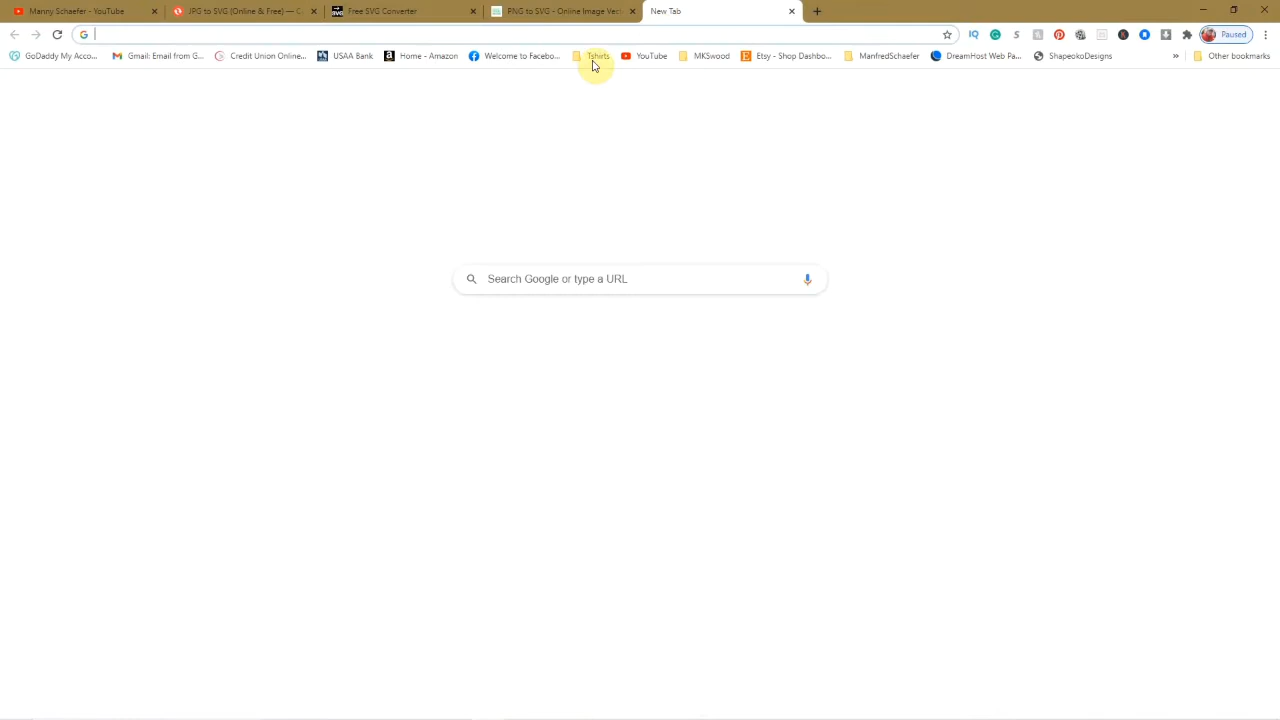 Manny Schaefer - YouTube
JPG to SVG (Online & Free) — C
Free SVG Converter
PNG to SVG - Online Image Vect
New Tab
Paused
GoDaddy My Acco...
Gmail: Email from G...
Credit Union Online...
USAA Bank
Home - Amazon
Welcome to Facebo...
Tshirts
YouTube
MKSwood
Etsy - Shop Dashbo...
ManfredSchaefer
DreamHost Web Pa...
ShapeokoDesigns
»
Other bookmarks
Search Google or type a URL